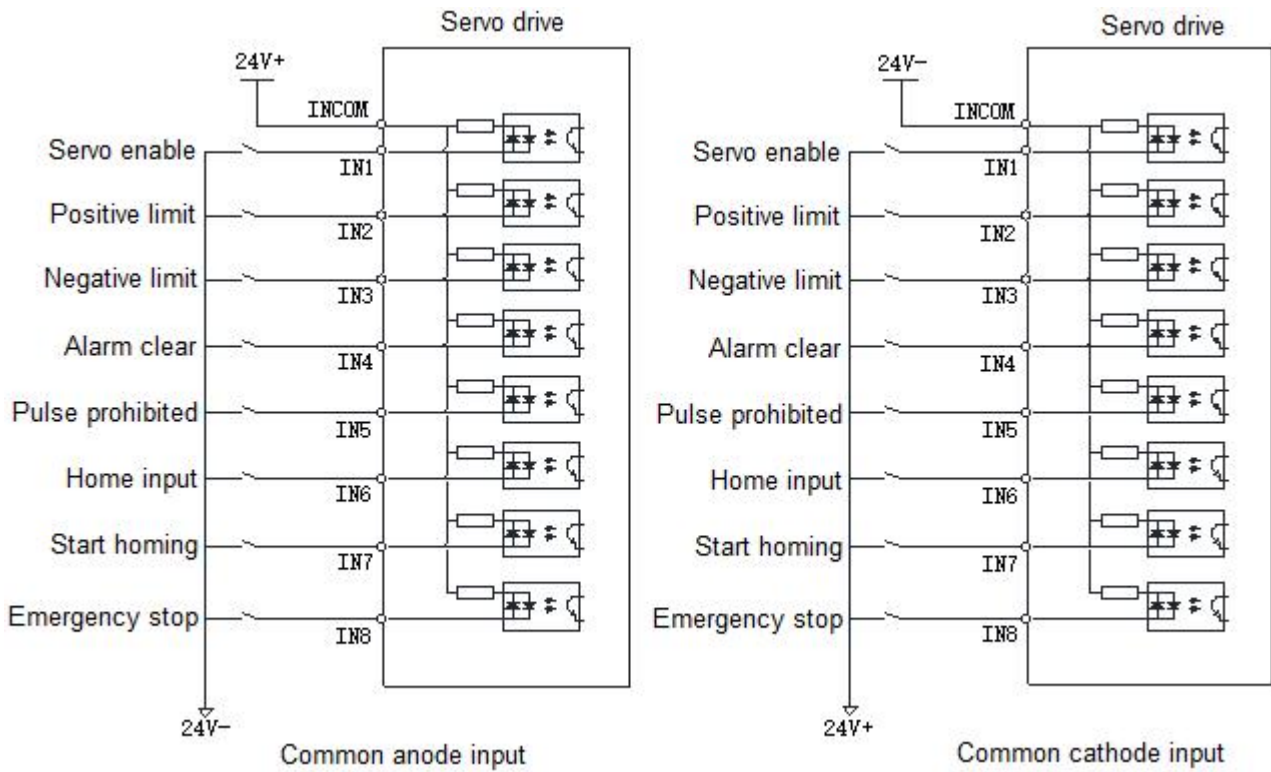 Servo drive
24V+
INCOM
Servo enable
IN1
Positive limit
IN2
Negative limit
IN3
Alarm clear
IN4
Pulse prohibited
IN5
Home input
IN6
Start homing
IN7
Emergency stop
IN8
24V-
Common anode input
Servo drive
24V-
INCOM
Servo enable
IN1
Positive limit
IN2
Negative limit
IN3
Alarm clear
IN4
Pulse prohibited
IN5
Home input
IN6
Start homing
IN7
Emergency stop
IN8
24V+
Common cathode input